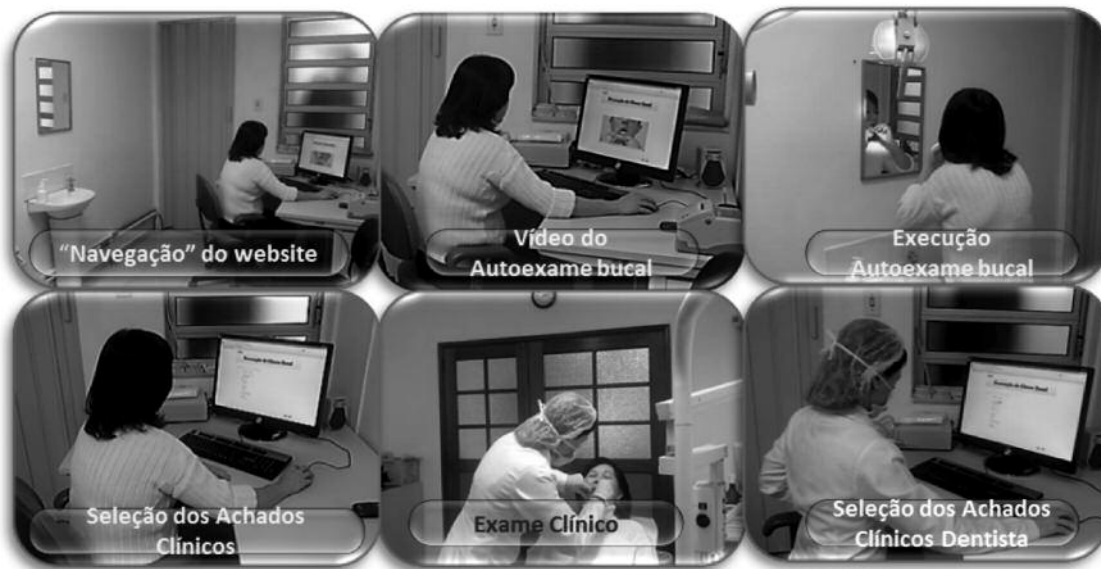 “Navegação” do website
Vídeo do
Autoexame bucal
Execução
Autoexame bucal
Seleção dos Achados
Clínicos
Exame Clínico
Seleção dos Achados
Clínicos Dentista